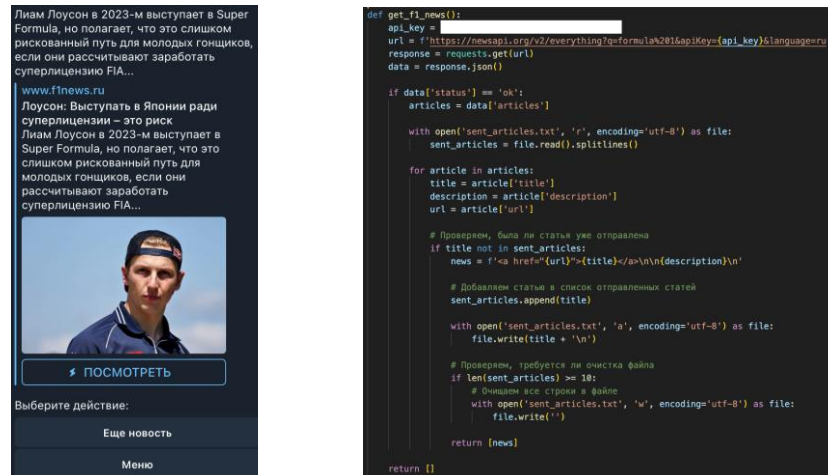 Лиам Лоусон в 2023-м выступает в Super
Formula, но полагает, что это слишком
рискованный путь для молодых гонщиков,
если они рассчитывают заработать
суперлицензию FIA...
www.f1news.ru
Лоусон: Выступать в Японии ради
суперлицензии – это риск
Лиам Лоусон в 2023-м выступает в
Super Formula, но полагает, что это
слишком рискованный путь для
молодых гонщиков, если они
рассчитывают заработать
суперлицензию FIA...
⚡ ПОСМОТРЕТЬ
Выберите действие:
Еще новость
Меню
def get_f1_news():
    api_key =
    url = f'https://newsapi.org/v2/everything?q=formula%201&apiKey={api_key}&language=ru
    response = requests.get(url)
    data = response.json()
    if data['status'] == 'ok':
        articles = data['articles']
        with open('sent_articles.txt', 'r', encoding='utf-8') as file:
            sent_articles = file.read().splitlines()
        for article in articles:
            title = article['title']
            description = article['description']
            url = article['url']
            # Проверяем, была ли статья уже отправлена
            if title not in sent_articles:
                news = f'<a href="{url}">{title}</a>\n\n{description}\n'
                # Добавляем статью в список отправленных статей
                sent_articles.append(title)
                with open('sent_articles.txt', 'a', encoding='utf-8') as file:
                    file.write(title + '\n')
                # Проверяем, требуется ли очистка файла
                if len(sent_articles) >= 10:
                    # Очищаем все строки в файле
                    with open('sent_articles.txt', 'w', encoding='utf-8') as file:
                        file.write('')
                return [news]
    return []